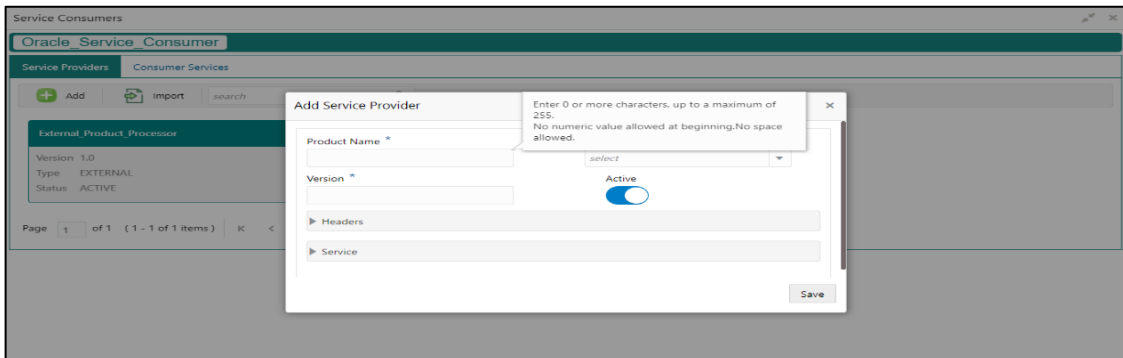 Service Consumers
Oracle_Service_Consumer
Service Providers Consumer Services
Add Import search
Add Service Provider
Enter 0 or more characters. up to a maximum of
255.
No numeric value allowed at beginning.No space
allowed.
External_Product_Processor
Product Name *
select
Version 1.0
Type EXTERNAL
Status ACTIVE
Version *
Active
Page 1 of 1 (1 - 1 of 1 items)
Headers
Service
Save